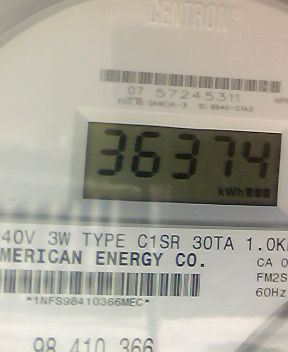 CENTRON®
07 57245311
36374
kWh
40V 3W TYPE C1SR 30TA 1.0K
MERICAN ENERGY CO.
CA 0
FM2S
60Hz
*1NFS98410366MEC*
98 410 366